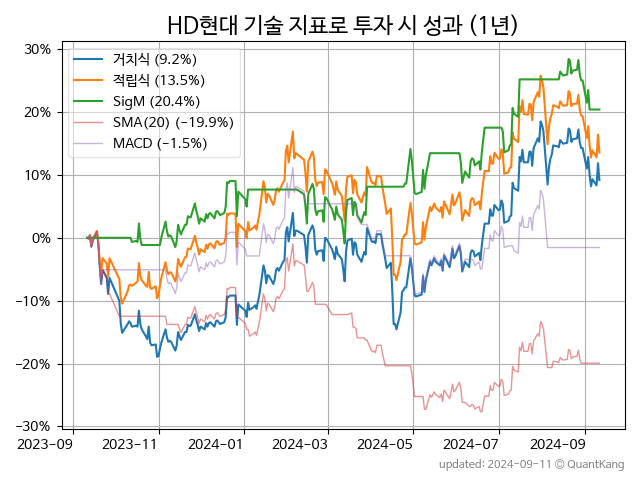 HD현대 기술 지표로 투자 시 성과 (1년)
30%
20%
10%
0%
−10%
−20%
−30%
거치식 (9.2%)
적립식 (13.5%)
SigM (20.4%)
SMA(20) (−19.9%)
MACD (−1.5%)
2023-09 2023-11 2024-01 2024-03 2024-05 2024-07 2024-09
updated: 2024-09-11 © QuantKang